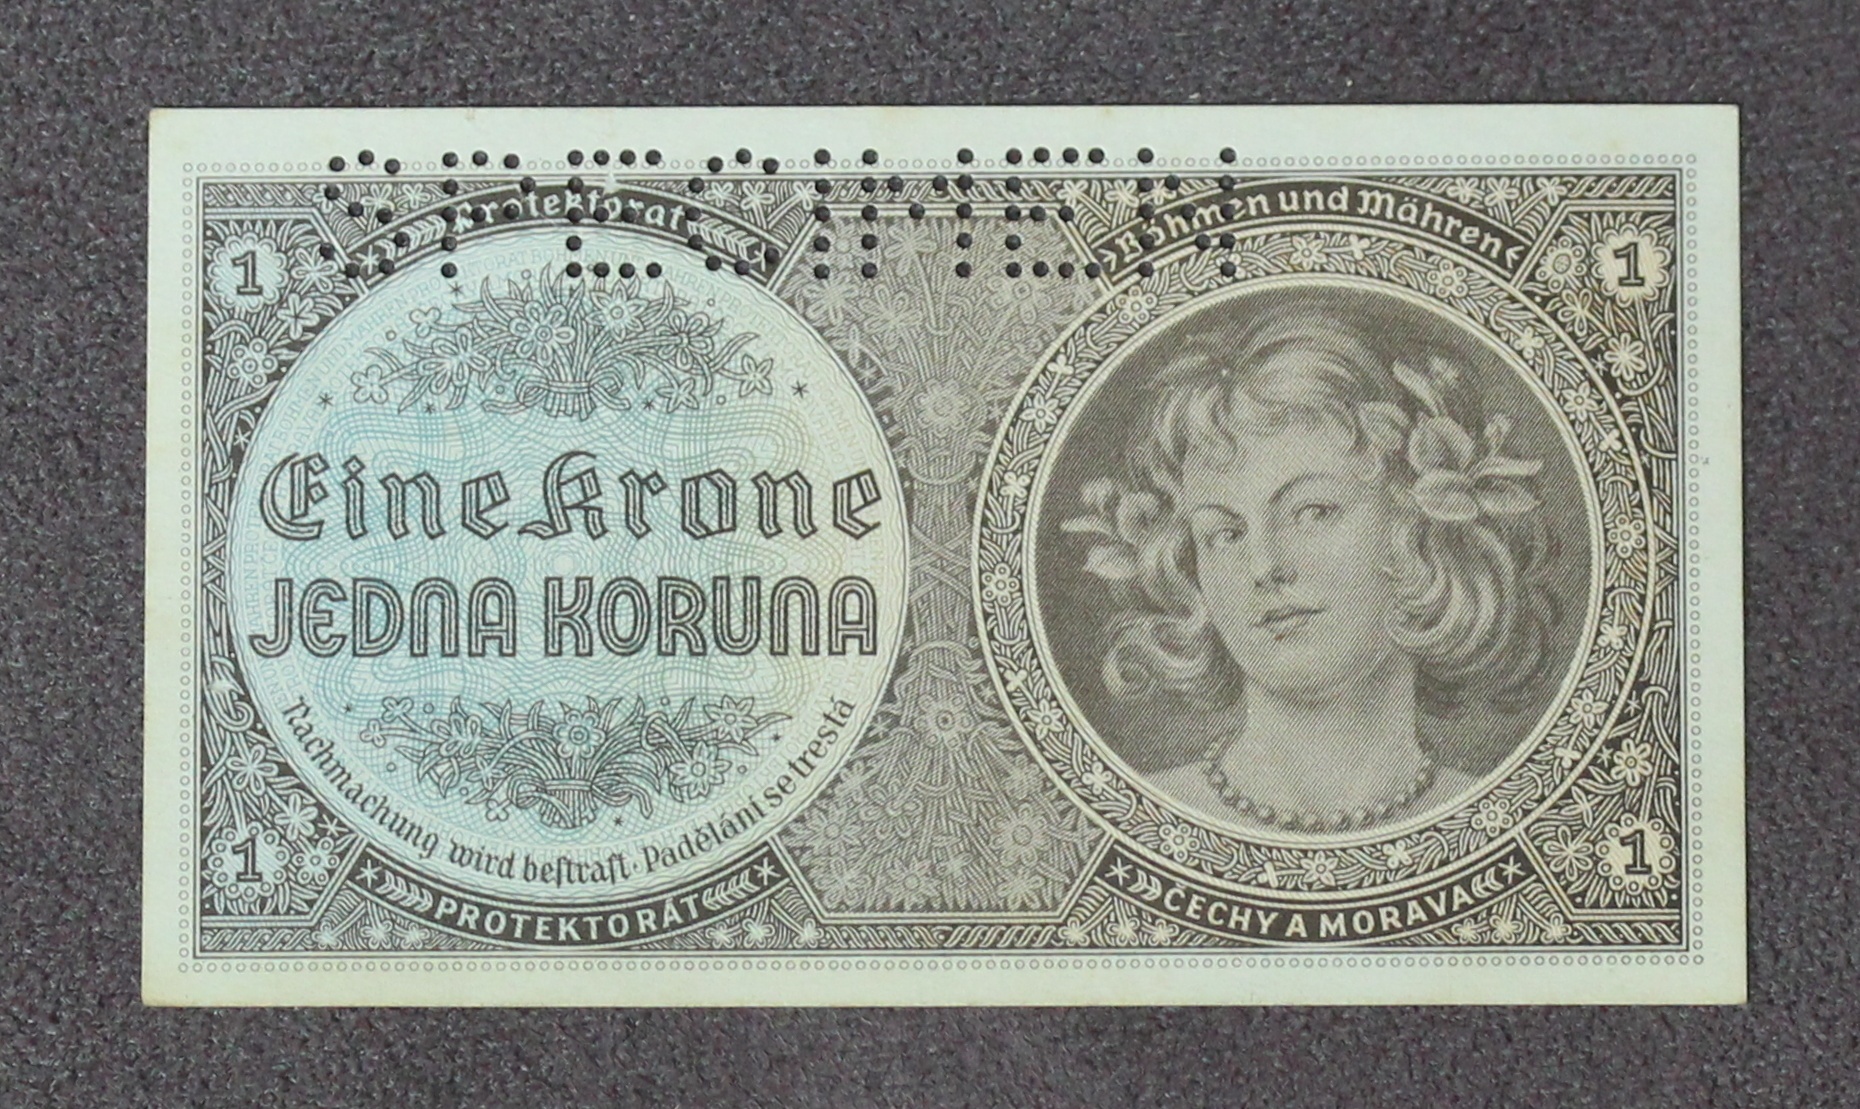 SPECIMEN
Protektorat
Böhmen und Mähren
1
1
Eine Krone
JEDNA KORUNA
Nachmachung wird bestraft · Padělání se trestá
1
1
PROTEKTORÁT
ČECHY A MORAVA